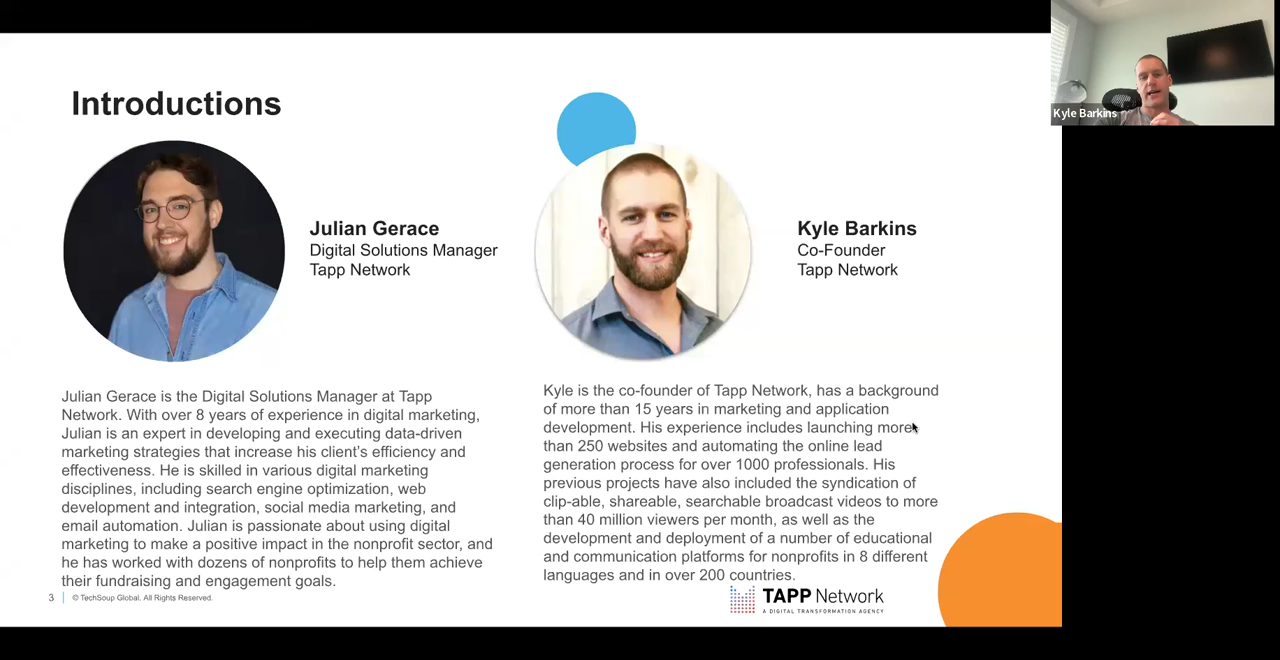 Introductions
Julian Gerace
Digital Solutions Manager
Tapp Network
Julian Gerace is the Digital Solutions Manager at Tapp
Network. With over 8 years of experience in digital marketing,
Julian is an expert in developing and executing data-driven
marketing strategies that increase his client's efficiency and
effectiveness. He is skilled in various digital marketing
disciplines, including search engine optimization, web
development and integration, social media marketing, and
email automation. Julian is passionate about using digital
marketing to make a positive impact in the nonprofit sector, and
he has worked with dozens of nonprofits to help them achieve
their fundraising and engagement goals.
Kyle Barkins
Co-Founder
Tapp Network
Kyle is the co-founder of Tapp Network, has a background
of more than 15 years in marketing and application
development. His experience includes launching more
than 250 websites and automating the online lead
generation process for over 1000 professionals. His
previous projects have also included the syndication of
clip-able, shareable, searchable broadcast videos to more
than 40 million viewers per month, as well as the
development and deployment of a number of educational
and communication platforms for nonprofits in 8 different
languages and in over 200 countries.
3
© TechSoup Global. All Rights Reserved.
TAPP Network
A DIGITAL TRANSFORMATION AGENCY
Kyle Barkins